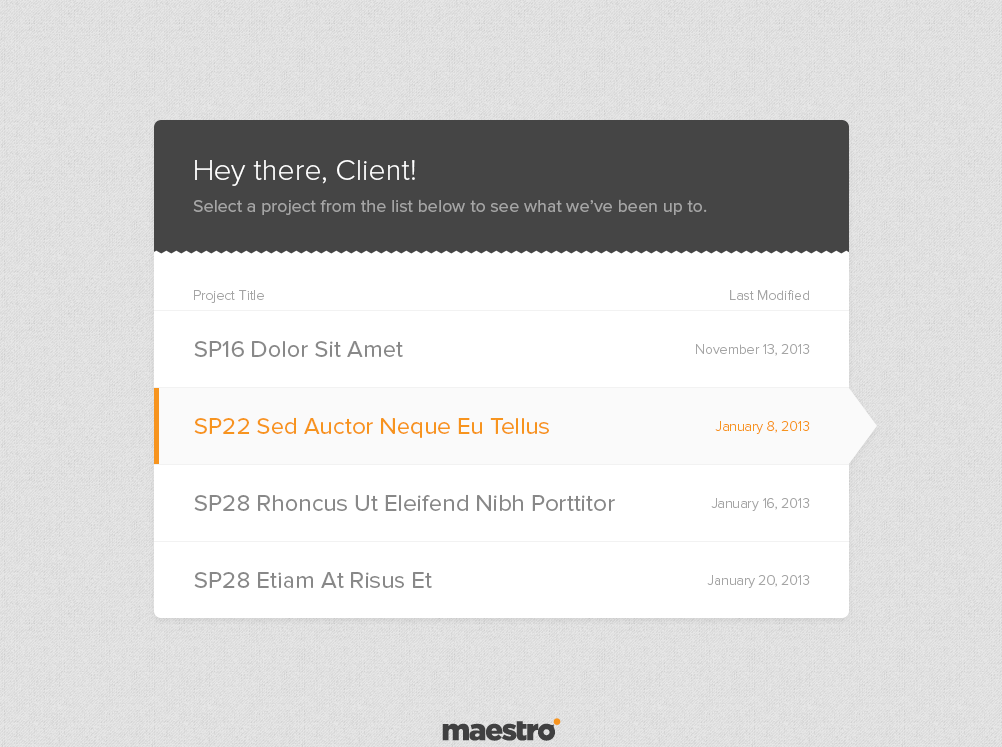 Hey there, Client!
Select a project from the list below to see what we’ve been up to.
Project Title Last Modified
SP16 Dolor Sit Amet November 13, 2013
SP22 Sed Auctor Neque Eu Tellus January 8, 2013
SP28 Rhoncus Ut Eleifend Nibh Porttitor January 16, 2013
SP28 Etiam At Risus Et January 20, 2013
maestro